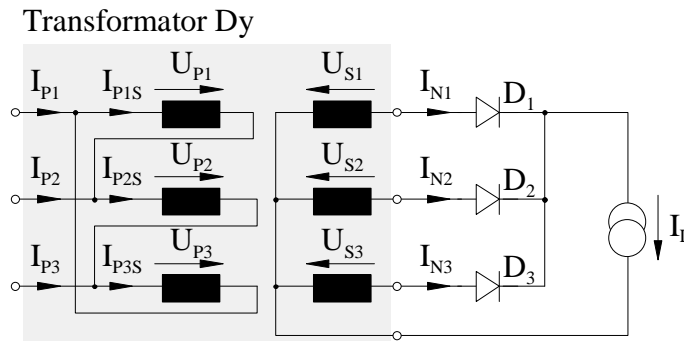 Transformator Dy
I_P1 I_P1S U_P1 U_S1 I_N1 D_1
I_P2 I_P2S U_P2 U_S2 I_N2 D_2
I_P3 I_P3S U_P3 U_S3 I_N3 D_3